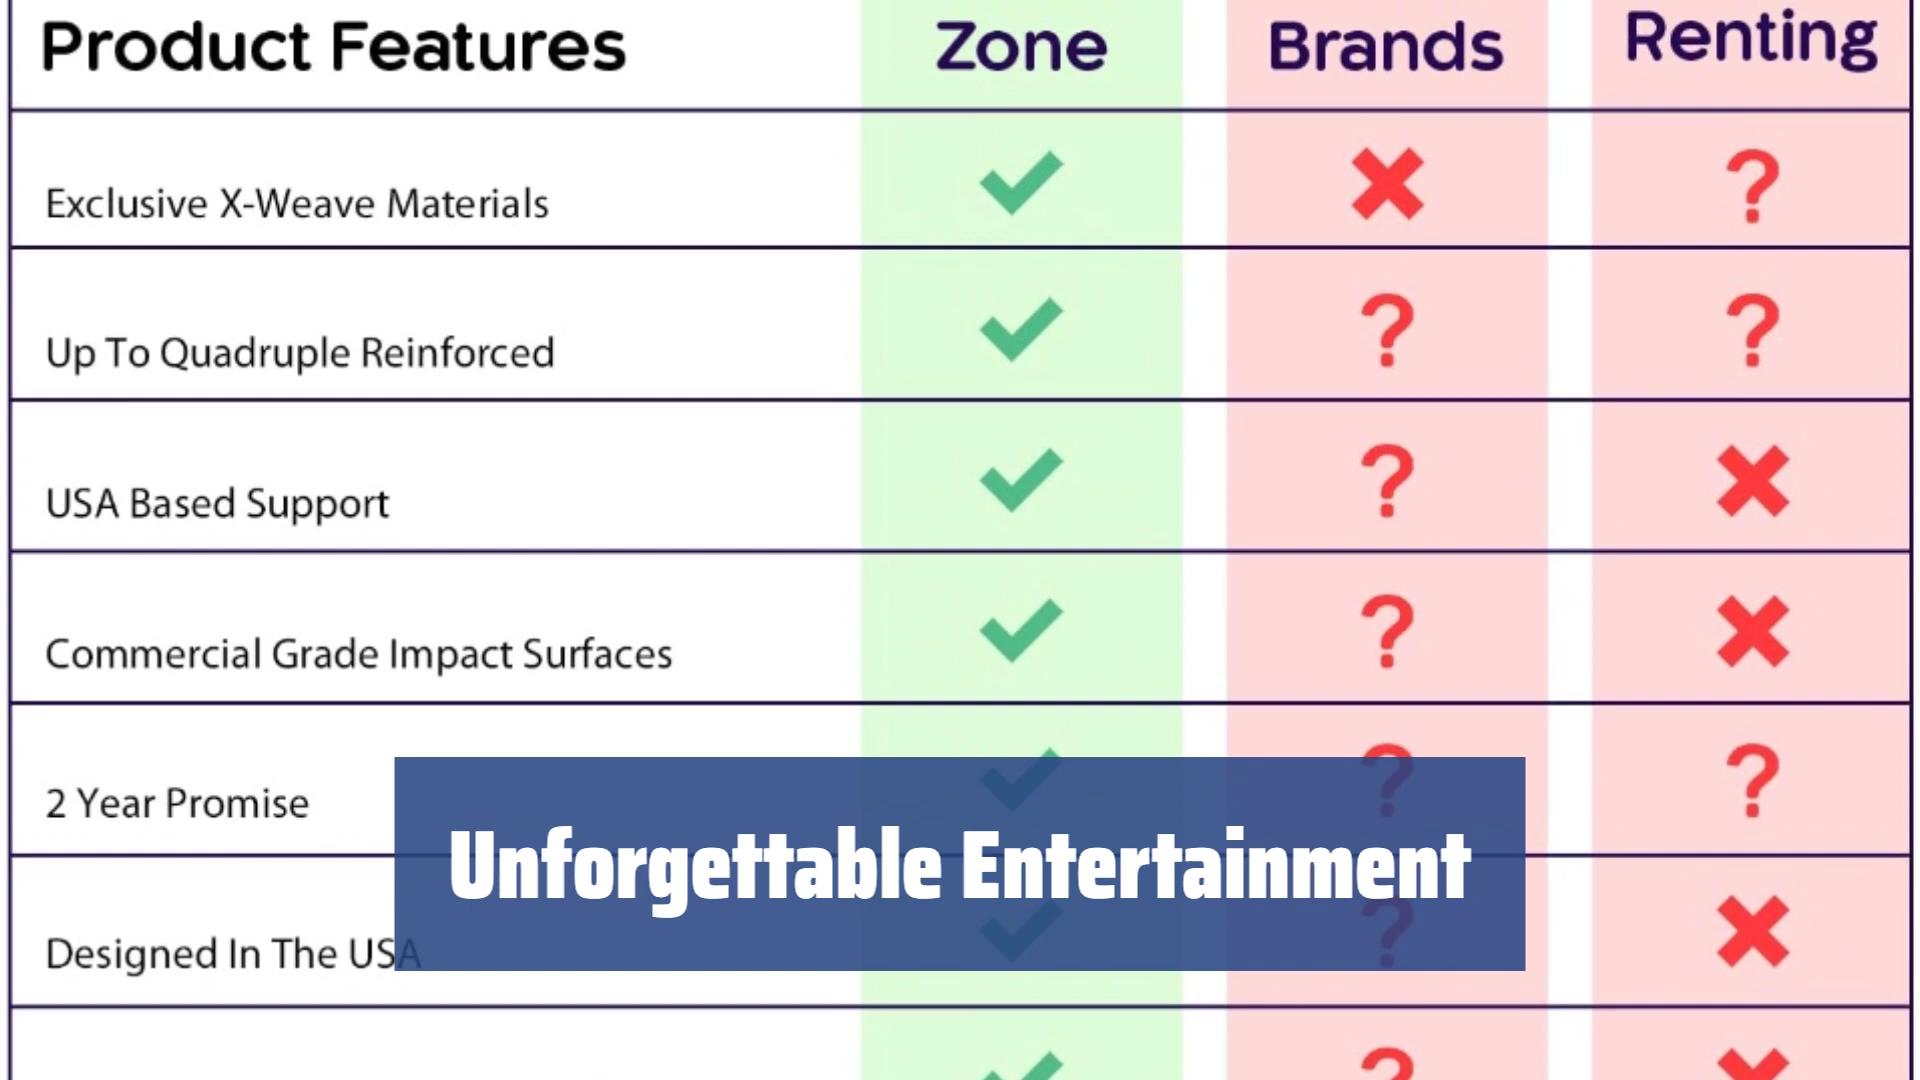 Product Features Zone Brands Renting
Exclusive X-Weave Materials ?
Up To Quadruple Reinforced ? ?
USA Based Support ?
Commercial Grade Impact Surfaces ?
2 Year Promise ? ?
Unforgettable Entertainment
Designed In The USA ?
?